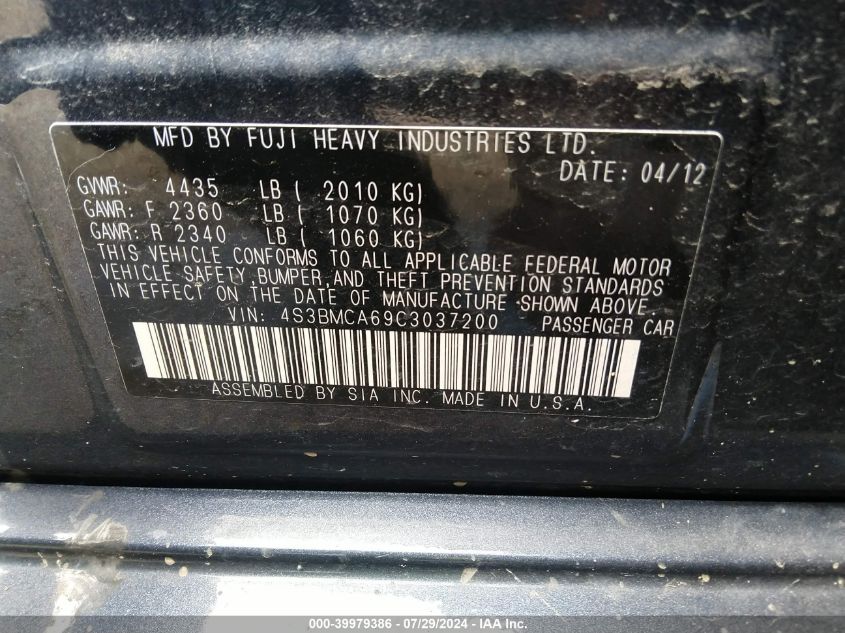 MFD BY FUJI HEAVY INDUSTRIES LTD.
DATE: 04/12
GVWR: 4435 LB ( 2010 KG)
GAWR: F 2360 LB ( 1070 KG)
GAWR: R 2340 LB ( 1060 KG)
THIS VEHICLE CONFORMS TO ALL APPLICABLE FEDERAL MOTOR
VEHICLE SAFETY,BUMPER,AND THEFT PREVENTION STANDARDS
IN EFFECT ON THE DATE OF MANUFACTURE SHOWN ABOVE.
VIN: 4S3BMCA69C3037200 PASSENGER CAR
ASSEMBLED BY SIA INC. MADE IN U.S.A.
000-39979386 - 07/29/2024 - IAA Inc.